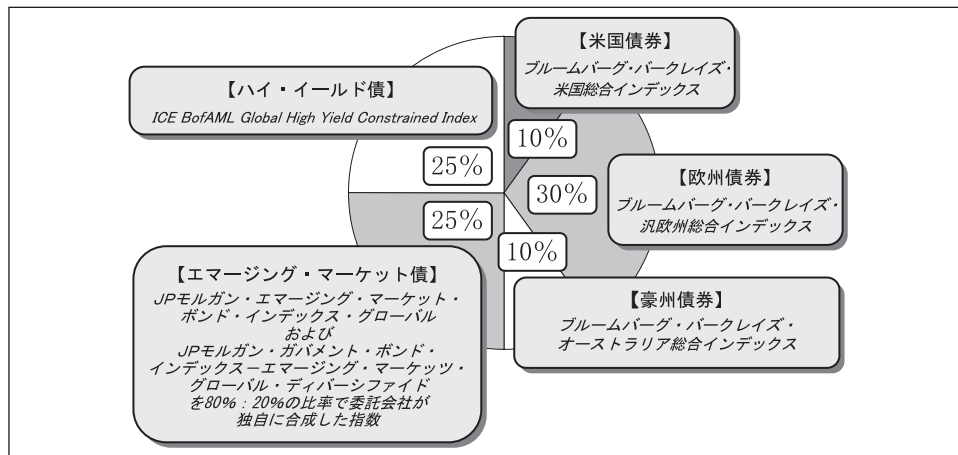 【米国債券】
ブルームバーグ・バークレイズ・
米国総合インデックス
【ハイ・イールド債】
ICE BofAML Global High Yield Constrained Index
10%
25%
30%
【欧州債券】
ブルームバーグ・バークレイズ・
汎欧州総合インデックス
25%
10%
【エマージング・マーケット債】
JPモルガン・エマージング・マーケット・
ボンド・インデックス・グローバル
および
JPモルガン・ガバメント・ボンド・
インデックス－エマージング・マーケッツ・
グローバル・ディバーシファイド
を80%：20%の比率で委託会社が
独自に合成した指数
【豪州債券】
ブルームバーグ・バークレイズ・
オーストラリア総合インデックス